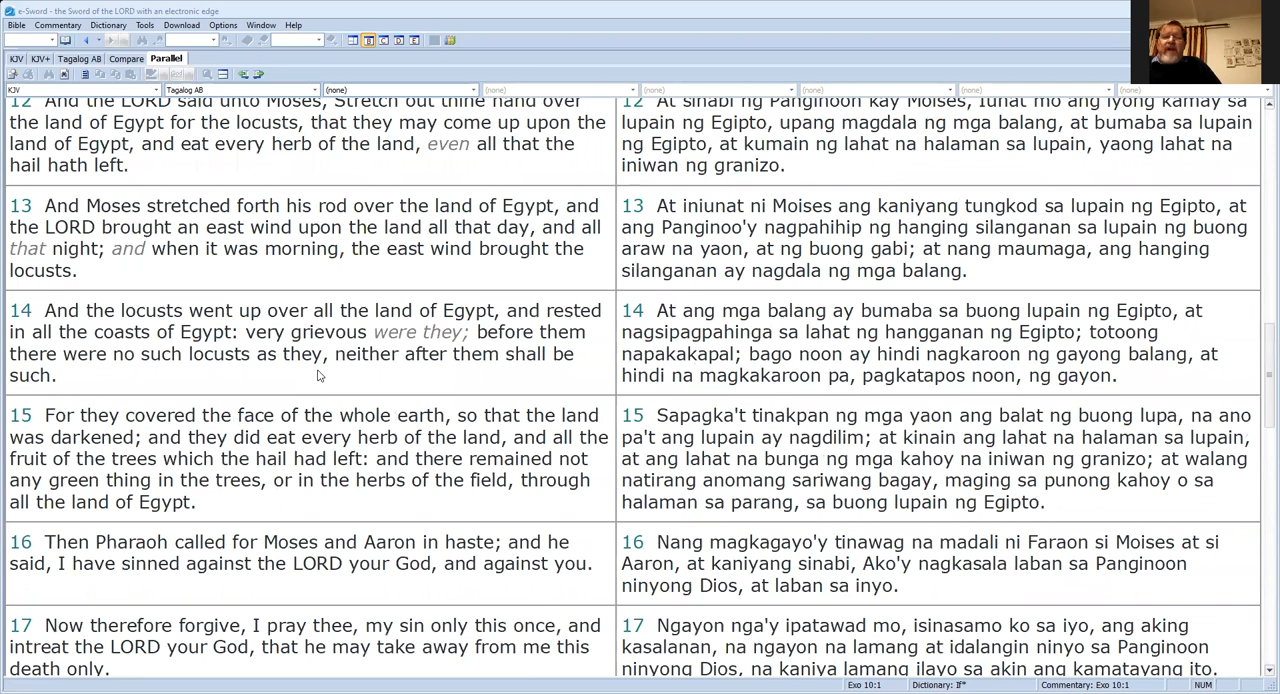 e-Sword - the Sword of the LORD with an electronic edge
Bible Commentary Dictionary Tools Download Options Window Help
KJV KJV+ Tagalog AB Compare Parallel
KJV Tagalog AB (none) (none) (none) (none) (none)
12 And the LORD said unto Moses, Stretch out thine hand over
the land of Egypt for the locusts, that they may come up upon the
land of Egypt, and eat every herb of the land, even all that the
hail hath left.
12 At sinabi ng Panginoon kay Moises, Iunat mo ang iyong kamay sa
lupain ng Egipto, upang magdala ng mga balang, at bumaba sa lupain
ng Egipto, at kumain ng lahat na halaman sa lupain, yaong lahat na
iniwan ng granizo.
13 And Moses stretched forth his rod over the land of Egypt, and
the LORD brought an east wind upon the land all that day, and all
that night; and when it was morning, the east wind brought the
locusts.
13 At iniunat ni Moises ang kaniyang tungkod sa lupain ng Egipto, at
ang Panginoo'y nagpahihip ng hanging silanganan sa lupain ng buong
araw na yaon, at ng buong gabi; at nang maumaga, ang hanging
silanganan ay nagdala ng mga balang.
14 And the locusts went up over all the land of Egypt, and rested
in all the coasts of Egypt: very grievous were they; before them
there were no such locusts as they, neither after them shall be
such.
14 At ang mga balang ay bumaba sa buong lupain ng Egipto, at
nagsipagpahinga sa lahat ng hangganan ng Egipto; totoong
napakakapal; bago noon ay hindi nagkaroon ng gayong balang, at
hindi na magkakaroon pa, pagkatapos noon, ng gayon.
15 For they covered the face of the whole earth, so that the land
was darkened; and they did eat every herb of the land, and all the
fruit of the trees which the hail had left: and there remained not
any green thing in the trees, or in the herbs of the field, through
all the land of Egypt.
15 Sapagka't tinakpan ng mga yaon ang balat ng buong lupa, na ano
pa't ang lupain ay nagdilim; at kinain ang lahat na halaman sa lupain,
at ang lahat na bunga ng mga kahoy na iniwan ng granizo; at walang
natirang anomang sariwang bagay, maging sa punong kahoy o sa
halaman sa parang, sa buong lupain ng Egipto.
16 Then Pharaoh called for Moses and Aaron in haste; and he
said, I have sinned against the LORD your God, and against you.
16 Nang magkagayo'y tinawag na madali ni Faraon si Moises at si
Aaron, at kaniyang sinabi, Ako'y nagkasala laban sa Panginoon
ninyong Dios, at laban sa inyo.
17 Now therefore forgive, I pray thee, my sin only this once, and
intreat the LORD your God, that he may take away from me this
death only.
17 Ngayon nga'y ipatawad mo, isinasamo ko sa iyo, ang aking
kasalanan, na ngayon na lamang at idalangin ninyo sa Panginoon
ninyong Dios, na kaniya lamang ilayo sa akin ang kamatayang ito.
Exo 10:1 Dictionary: If* Commentary: Exo 10:1 NUM